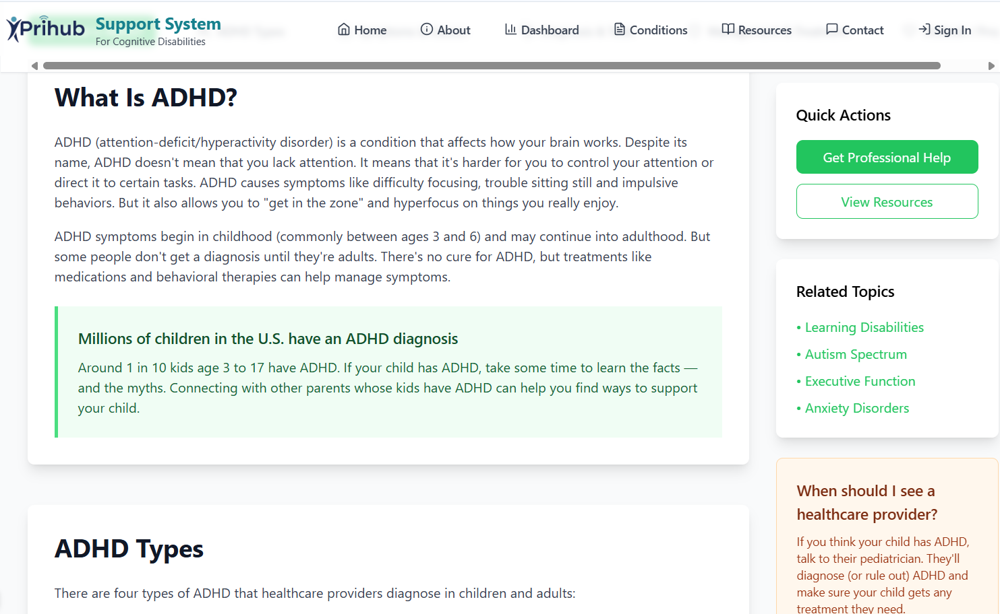 Prihub
Support System
For Cognitive Disabilities
Home
About
Dashboard
Conditions
Resources
Contact
Sign In
What Is ADHD?
ADHD (attention-deficit/hyperactivity disorder) is a condition that affects how your brain works. Despite its
name, ADHD doesn't mean that you lack attention. It means that it's harder for you to control your attention or
direct it to certain tasks. ADHD causes symptoms like difficulty focusing, trouble sitting still and impulsive
behaviors. But it also allows you to "get in the zone" and hyperfocus on things you really enjoy.
ADHD symptoms begin in childhood (commonly between ages 3 and 6) and may continue into adulthood. But
some people don't get a diagnosis until they're adults. There's no cure for ADHD, but treatments like
medications and behavioral therapies can help manage symptoms.
Millions of children in the U.S. have an ADHD diagnosis
Around 1 in 10 kids age 3 to 17 have ADHD. If your child has ADHD, take some time to learn the facts —
and the myths. Connecting with other parents whose kids have ADHD can help you find ways to support
your child.
ADHD Types
There are four types of ADHD that healthcare providers diagnose in children and adults:
Quick Actions
Get Professional Help
View Resources
Related Topics
• Learning Disabilities
• Autism Spectrum
• Executive Function
• Anxiety Disorders
When should I see a
healthcare provider?
If you think your child has ADHD,
talk to their pediatrician. They'll
diagnose (or rule out) ADHD and
make sure your child gets any
treatment they need.